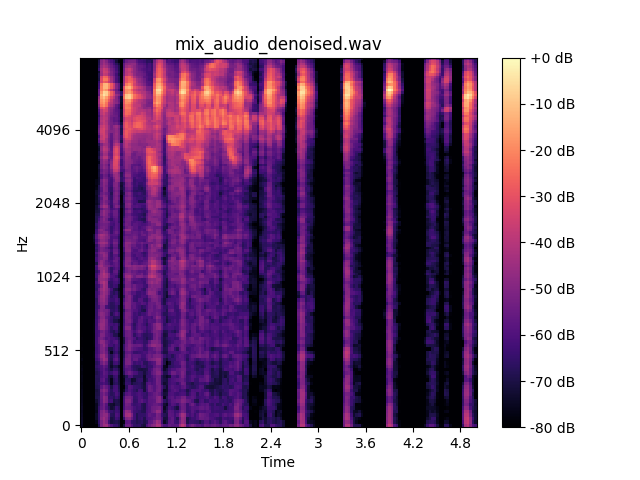 mix_audio_denoised.wav
+0 dB
-10 dB
-20 dB
-30 dB
-40 dB
-50 dB
-60 dB
-70 dB
-80 dB
4096
2048
1024
512
0
Hz
0 0.6 1.2 1.8 2.4 3 3.6 4.2 4.8
Time